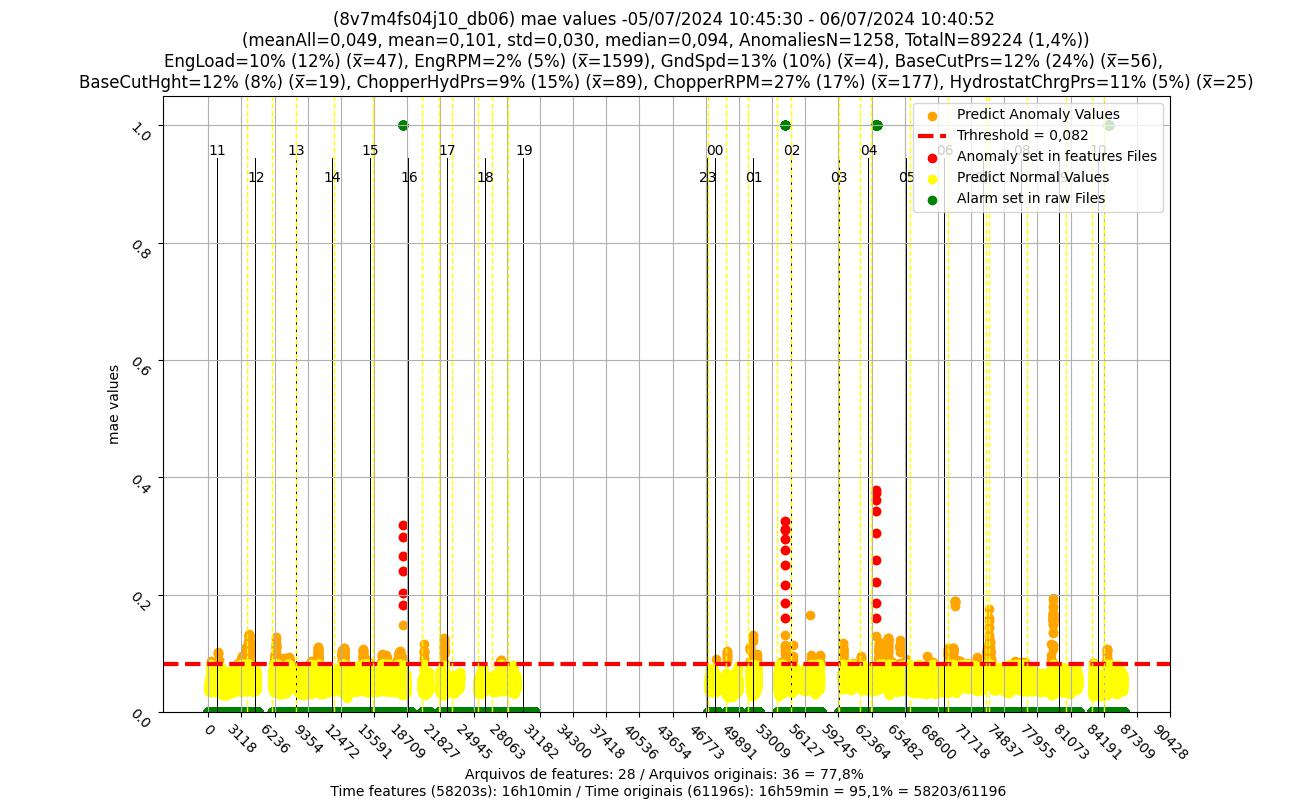 (8v7m4fs04j10_db06) mae values -05/07/2024 10:45:30 - 06/07/2024 10:40:52
(meanAll=0,049, mean=0,101, std=0,030, median=0,094, AnomaliesN=1258, TotalN=89224 (1,4%))
EngLoad=10% (12%) (x̅=47), EngRPM=2% (5%) (x̅=1599), GndSpd=13% (10%) (x̅=4), BaseCutPrs=12% (24%) (x̅=56),
BaseCutHght=12% (8%) (x̅=19), ChopperHydPrs=9% (15%) (x̅=89), ChopperRPM=27% (17%) (x̅=177), HydrostatChrgPrs=11% (5%) (x̅=25)
Predict Anomaly Values
Trhreshold = 0,082
Anomaly set in features Files
Predict Normal Values
Alarm set in raw Files
11 13 15 17 19 00 02 04 06 08 10
12 14 16 18 23 01 03 05
1.0
0.8
0.6
0.4
0.2
0.0
mae values
0 3118 6236 9354 12472 15591 18709 21827 24945 28063 31182 34300 37418 40536 43654 46773 49891 53009 56127 59245 62364 65482 68600 71718 74837 77955 81073 84191 87309 90428
Arquivos de features: 28 / Arquivos originais: 36 = 77,8%
Time features (58203s): 16h10min / Time originais (61196s): 16h59min = 95,1% = 58203/61196